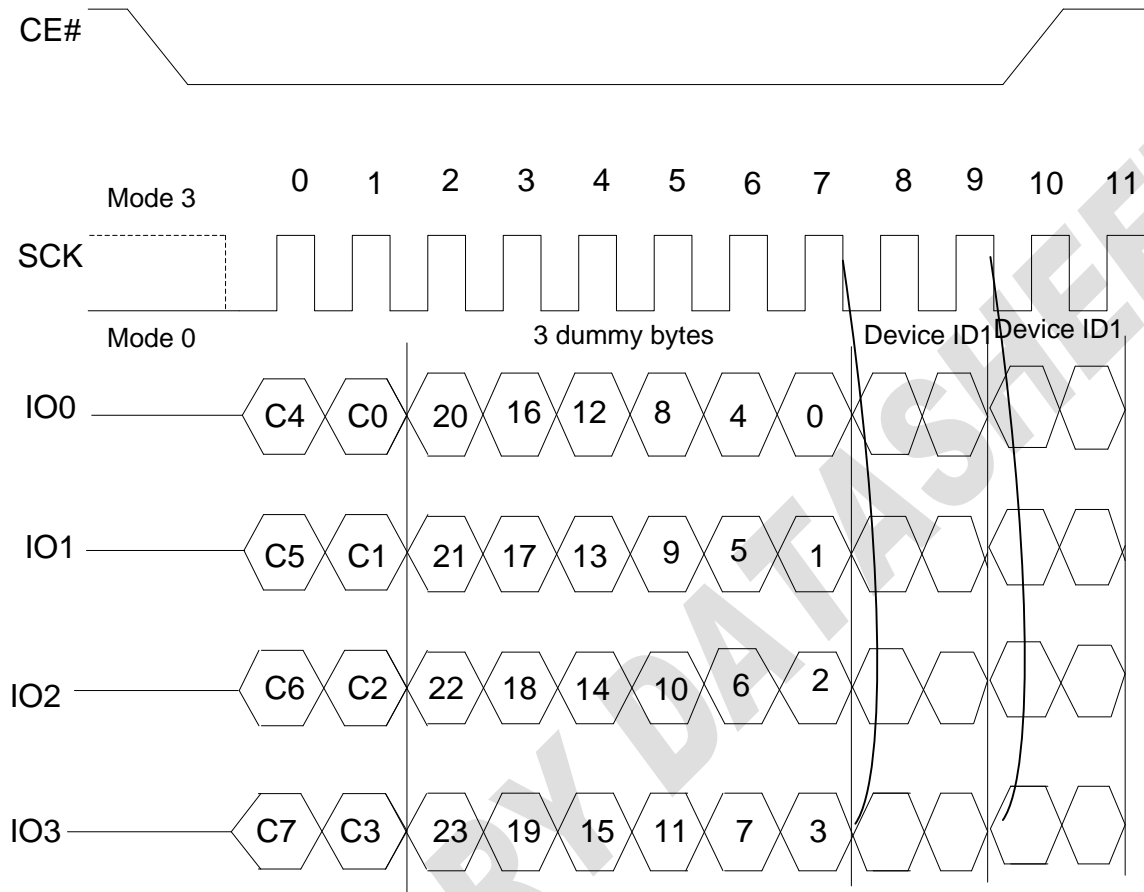 CE#
0 1 2 3 4 5 6 7 8 9 10 11
Mode 3
SCK
Mode 0
3 dummy bytes
Device ID1
Device ID1
IO0
C4 C0 20 16 12 8 4 0
IO1
C5 C1 21 17 13 9 5 1
IO2
C6 C2 22 18 14 10 6 2
IO3
C7 C3 23 19 15 11 7 3
RY DATASHEE